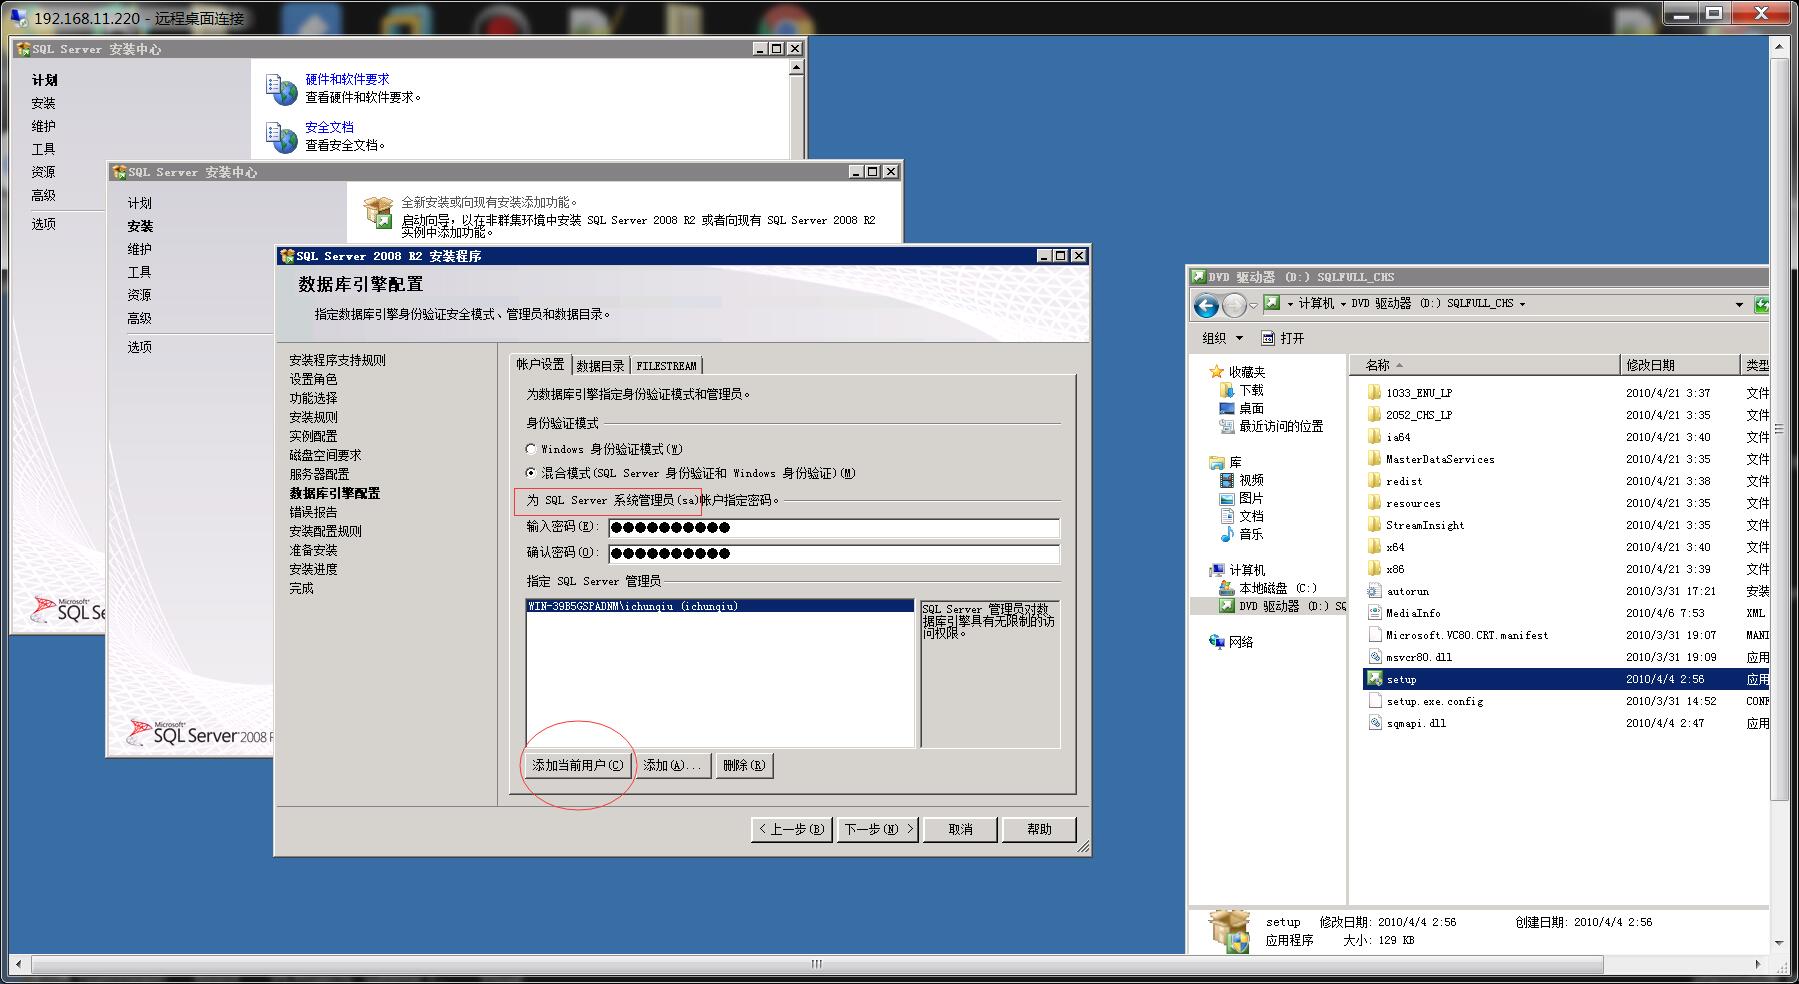 192.168.11.220 - 远程桌面连接
SQL Server 安装中心
计划
安装
维护
工具
资源
高级
选项
硬件和软件要求
查看硬件和软件要求。
安全文档
查看安全文档。
SQL Se
SQL Server 安装中心
计划
安装
维护
工具
资源
高级
选项
全新安装或向现有安装添加功能。
启动向导，以在非群集环境中安装 SQL Server 2008 R2 或者向现有 SQL Server 2008 R2
实例中添加功能。
Microsoft
SQL Server 2008 R
SQL Server 2008 R2 安装程序
数据库引擎配置
指定数据库引擎身份验证安全模式、管理员和数据目录。
安装程序支持规则
设置角色
功能选择
安装规则
实例配置
磁盘空间要求
服务器配置
数据库引擎配置
错误报告
安装配置规则
准备安装
安装进度
完成
帐户设置 数据目录 FILESTREAM
为数据库引擎指定身份验证模式和管理员。
身份验证模式
Windows 身份验证模式(W)
混合模式(SQL Server 身份验证和 Windows 身份验证)(M)
为 SQL Server 系统管理员(sa)帐户指定密码。
输入密码(E): ●●●●●●●●●●
确认密码(O): ●●●●●●●●●●
指定 SQL Server 管理员
WIN-39B5GSPADNM\ichunqiu (ichunqiu)
SQL Server 管理员对数
据库引擎具有无限制的访
问权限。
添加当前用户(C) 添加(A)... 删除(R)
< 上一步(B) 下一步(N) > 取消 帮助
DVD 驱动器 (D:) SQLFULL_CHS
计算机 DVD 驱动器 (D:) SQLFULL_CHS
组织 打开
收藏夹
下载
桌面
最近访问的位置
库
视频
图片
文档
音乐
计算机
本地磁盘 (C:)
DVD 驱动器 (D:) SQ
网络
名称 修改日期 类型
1033_ENU_LP 2010/4/21 3:37 文件
2052_CHS_LP 2010/4/21 3:35 文件
ia64 2010/4/21 3:40 文件
MasterDataServices 2010/4/21 3:35 文件
redist 2010/4/21 3:38 文件
resources 2010/4/21 3:35 文件
StreamInsight 2010/4/21 3:35 文件
x64 2010/4/21 3:40 文件
x86 2010/4/21 3:39 文件
autorun 2010/3/31 17:21 安装
MediaInfo 2010/4/6 7:53 XML
Microsoft.VC80.CRT.manifest 2010/3/31 19:07 MANI
msvcr80.dll 2010/3/31 19:09 应用
setup 2010/4/4 2:56 应用
setup.exe.config 2010/3/31 14:52 CONF
sqmapi.dll 2010/4/4 2:47 应用
setup 修改日期: 2010/4/4 2:56 创建日期: 2010/4/4 2:56
应用程序 大小: 129 KB